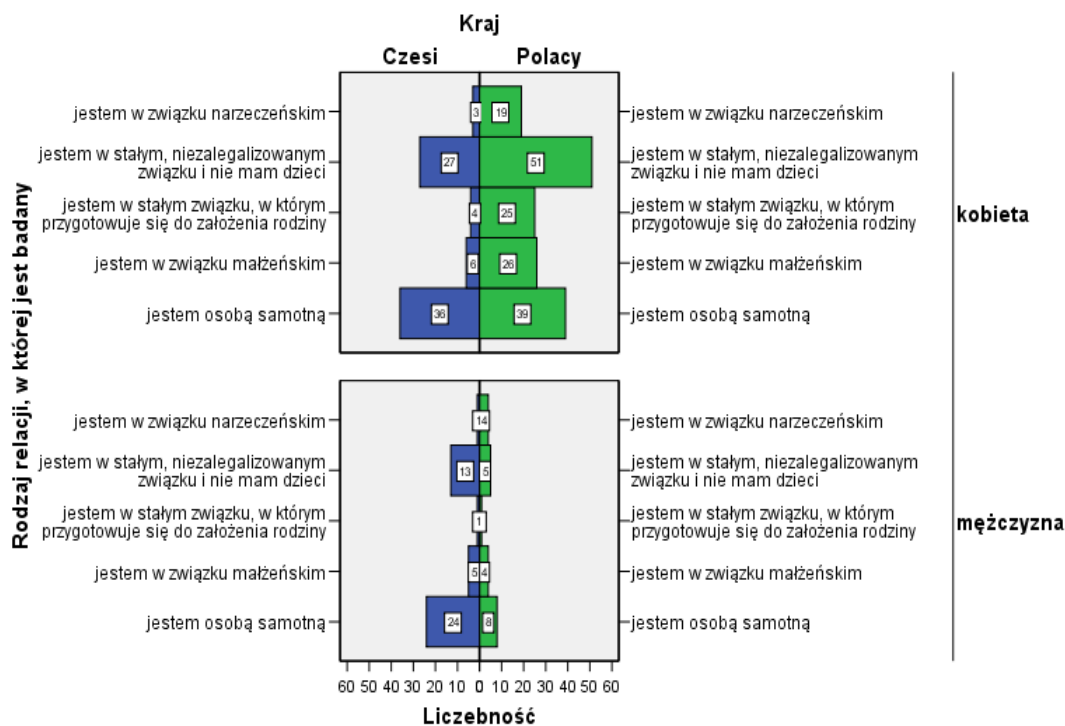 Kraj
Czesi Polacy
Rodzaj relacji, w której jest badany
jestem w związku narzeczeńskim 3 19 jestem w związku narzeczeńskim
jestem w stałym, niezalegalizowanym jestem w stałym, niezalegalizowanym
związku i nie mam dzieci 27 51 związku i nie mam dzieci
jestem w stałym związku, w którym jestem w stałym związku, w którym
przygotowuje się do założenia rodziny 4 25 przygotowuje się do założenia rodziny
kobieta
jestem w związku małżeńskim 6 26 jestem w związku małżeńskim
jestem osobą samotną 36 39 jestem osobą samotną
jestem w związku narzeczeńskim 14 jestem w związku narzeczeńskim
jestem w stałym, niezalegalizowanym jestem w stałym, niezalegalizowanym
związku i nie mam dzieci 13 5 związku i nie mam dzieci
jestem w stałym związku, w którym jestem w stałym związku, w którym
przygotowuje się do założenia rodziny 1 przygotowuje się do założenia rodziny
mężczyzna
jestem w związku małżeńskim 5 4 jestem w związku małżeńskim
jestem osobą samotną 24 8 jestem osobą samotną
60 50 40 30 20 10 0 10 20 30 40 50 60
Liczebność